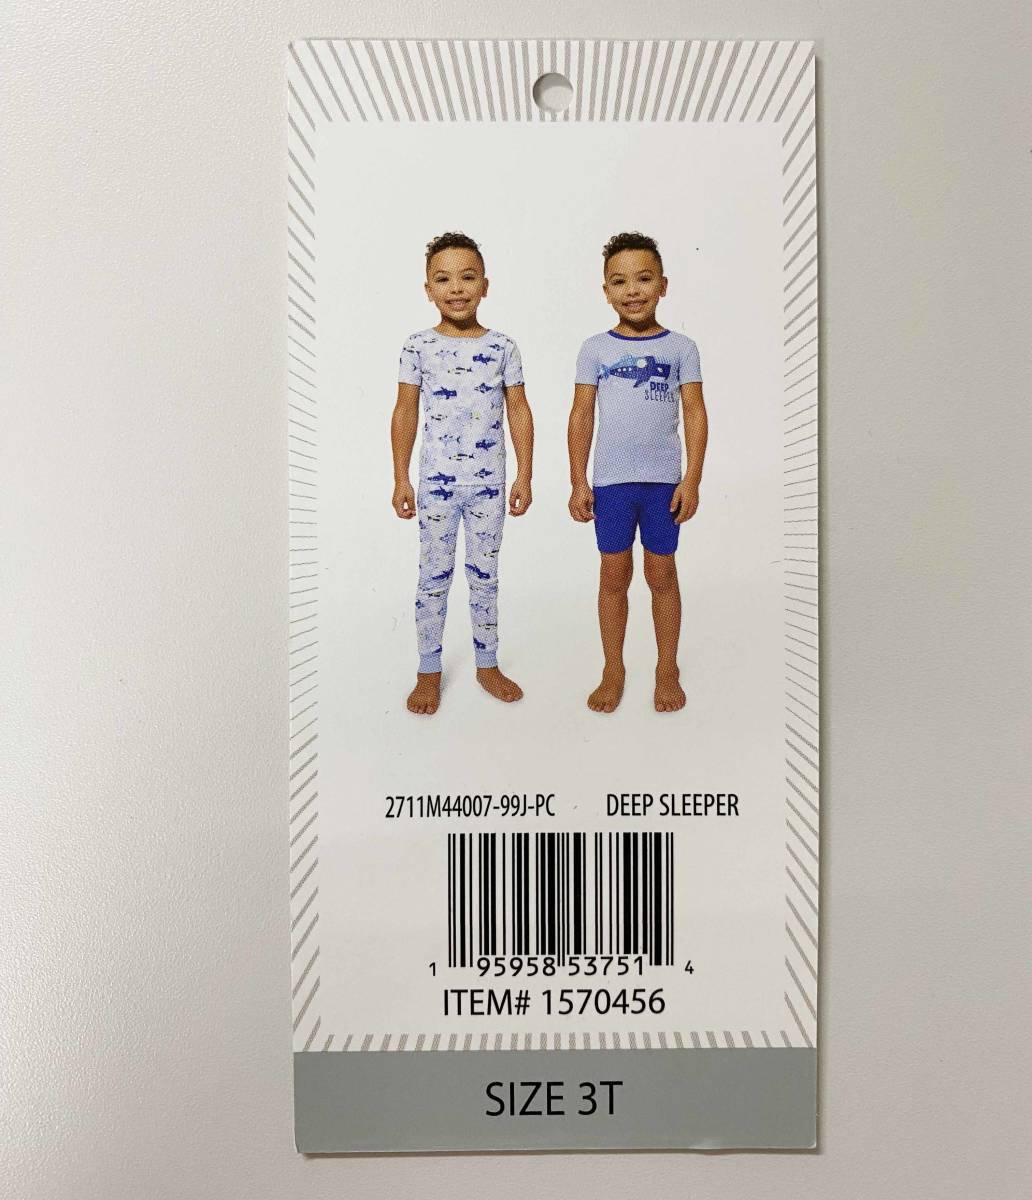 DEEP
SLEEPER
2711M44007-99J-PC DEEP SLEEPER
1 95958 53751 4
ITEM# 1570456
SIZE 3T